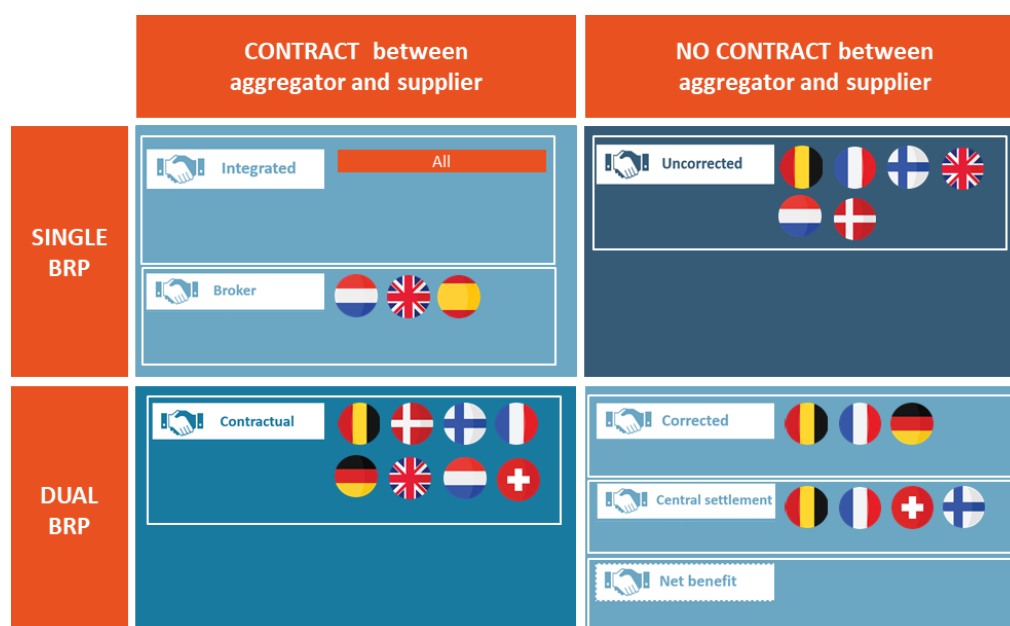 CONTRACT between
aggregator and supplier
NO CONTRACT between
aggregator and supplier
SINGLE
BRP
Integrated
All
Broker
Uncorrected
DUAL
BRP
Contractual
Corrected
Central settlement
Net benefit